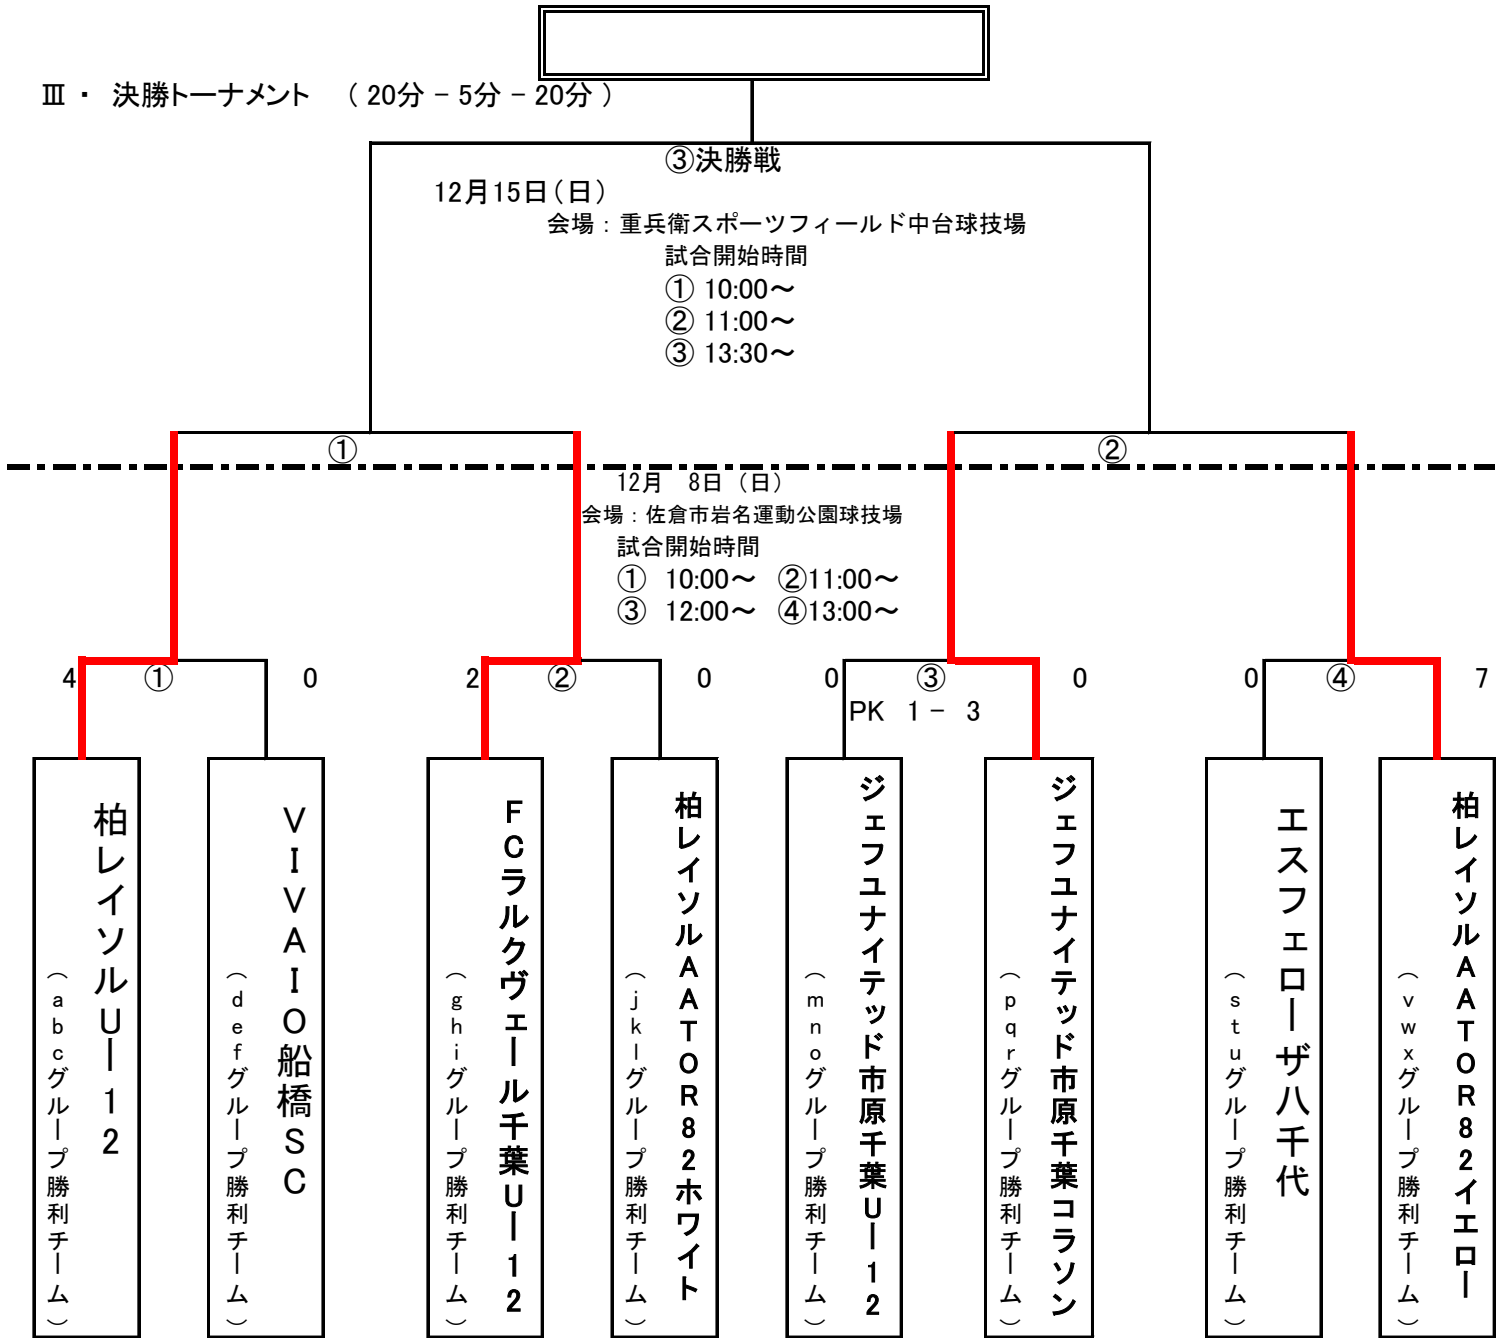 Ⅲ・ 決勝トーナメント （ 20分 − 5分 − 20分 ）
③決勝戦
12月15日（日）
会場：重兵衛スポーツフィールド中台球技場
試合開始時間
① 10:00～
② 11:00～
③ 13:30～
① ②
12月 8日（日）
会場：佐倉市岩名運動公園球技場
試合開始時間
① 10:00～ ②11:00～
③ 12:00～ ④13:00～
4 ① 0 2 ② 0 0 ③ 0 0 ④ 7
PK 1 − 3
柏レイソルU－12
（abcグループ勝利チーム）
VIVAIO船橋SC
（defグループ勝利チーム）
FCラルクヴェール千葉U－12
（ghiグループ勝利チーム）
柏レイソルAATOR82ホワイト
（jklグループ勝利チーム）
ジェフユナイテッド市原千葉U－12
（mnoグループ勝利チーム）
ジェフユナイテッド市原千葉コラソン
（pqrグループ勝利チーム）
エスフェローザ八千代
（stuグループ勝利チーム）
柏レイソルAATOR82イエロー
（vwxグループ勝利チーム）